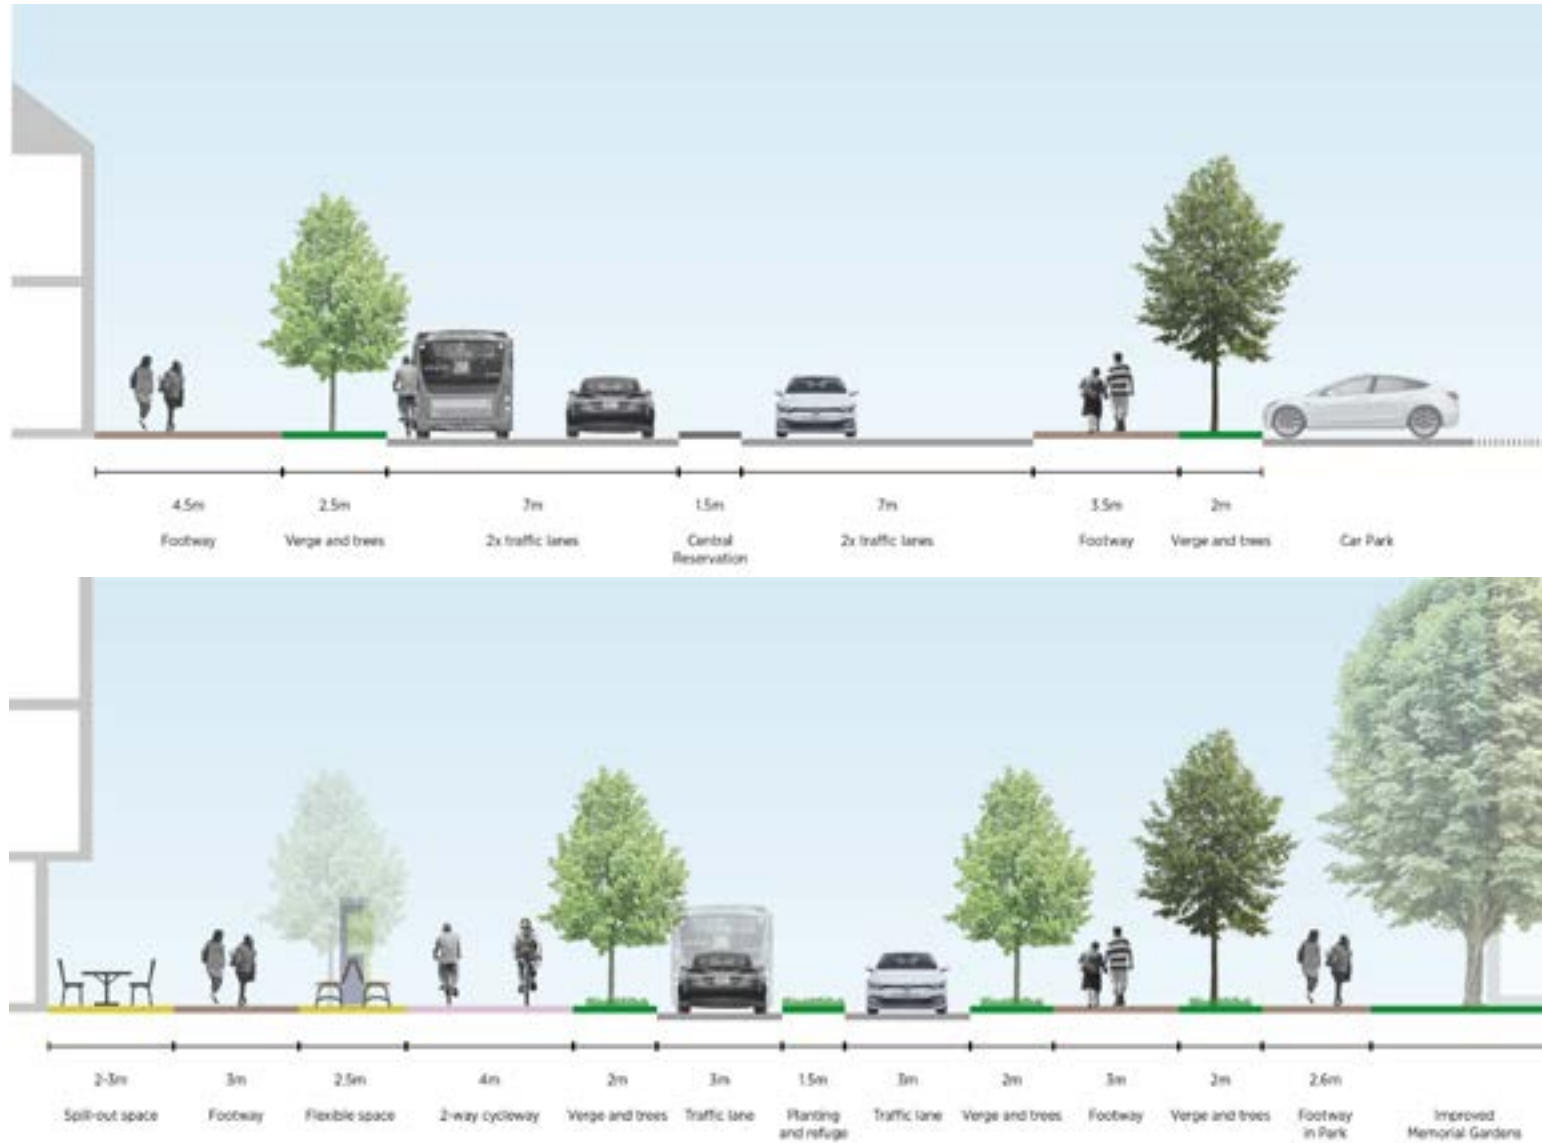 4.5m 2.5m 7m 1.5m 7m 3.5m 2m
Footway Verge and trees 2x traffic lanes Central 2x traffic lanes Footway Verge and trees Car Park
Reservation
2-3m 3m 2.5m 4m 2m 3m 1.5m 3m 2m 3m 2m 2.6m
Spill-out space Footway Flexible space 2-way cycleway Verge and trees Traffic lane Planting Traffic lane Verge and trees Footway Verge and trees Footway Improved
and refuge in Park Memorial Gardens